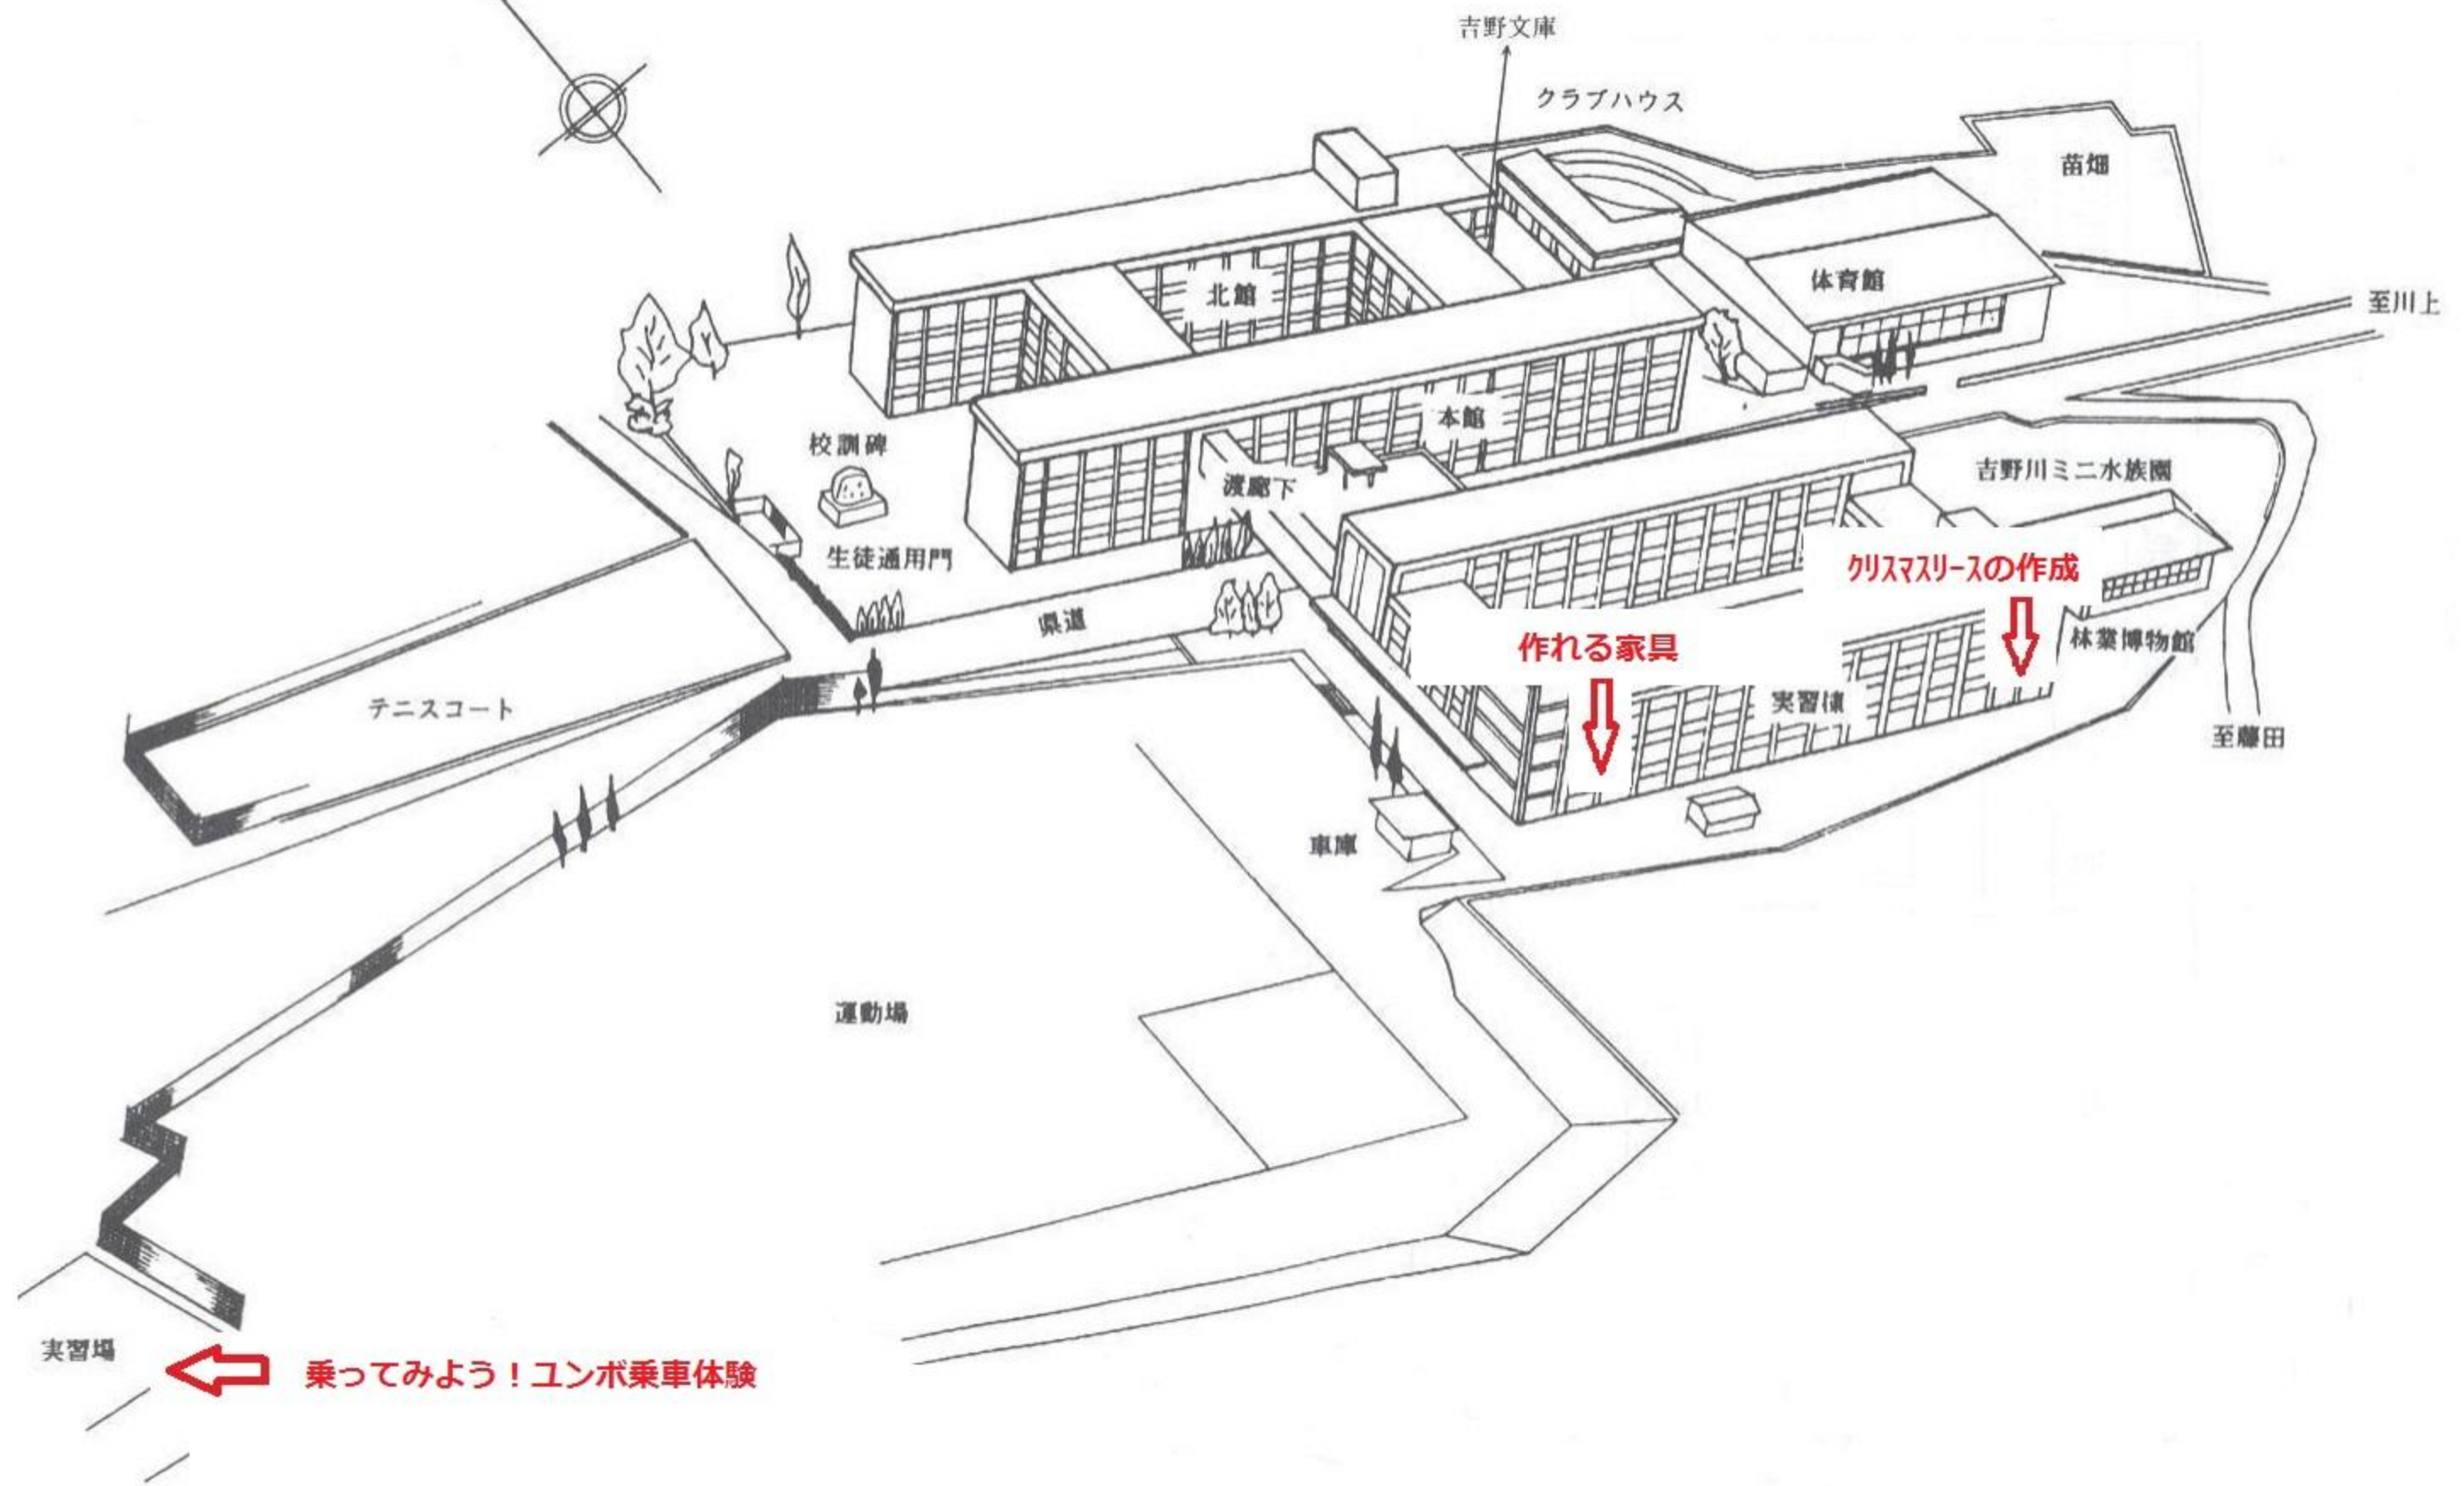 吉野文庫
クラブハウス
苗畑
北館
体育館
至川上
本館
校訓碑
渡廊下
吉野川ミニ水族園
生徒通用門
クリスマスリースの作成
県道
作れる家具
林業博物館
テニスコート
実習棟
至藤田
車庫
運動場
実習場
乗ってみよう！ユンボ乗車体験